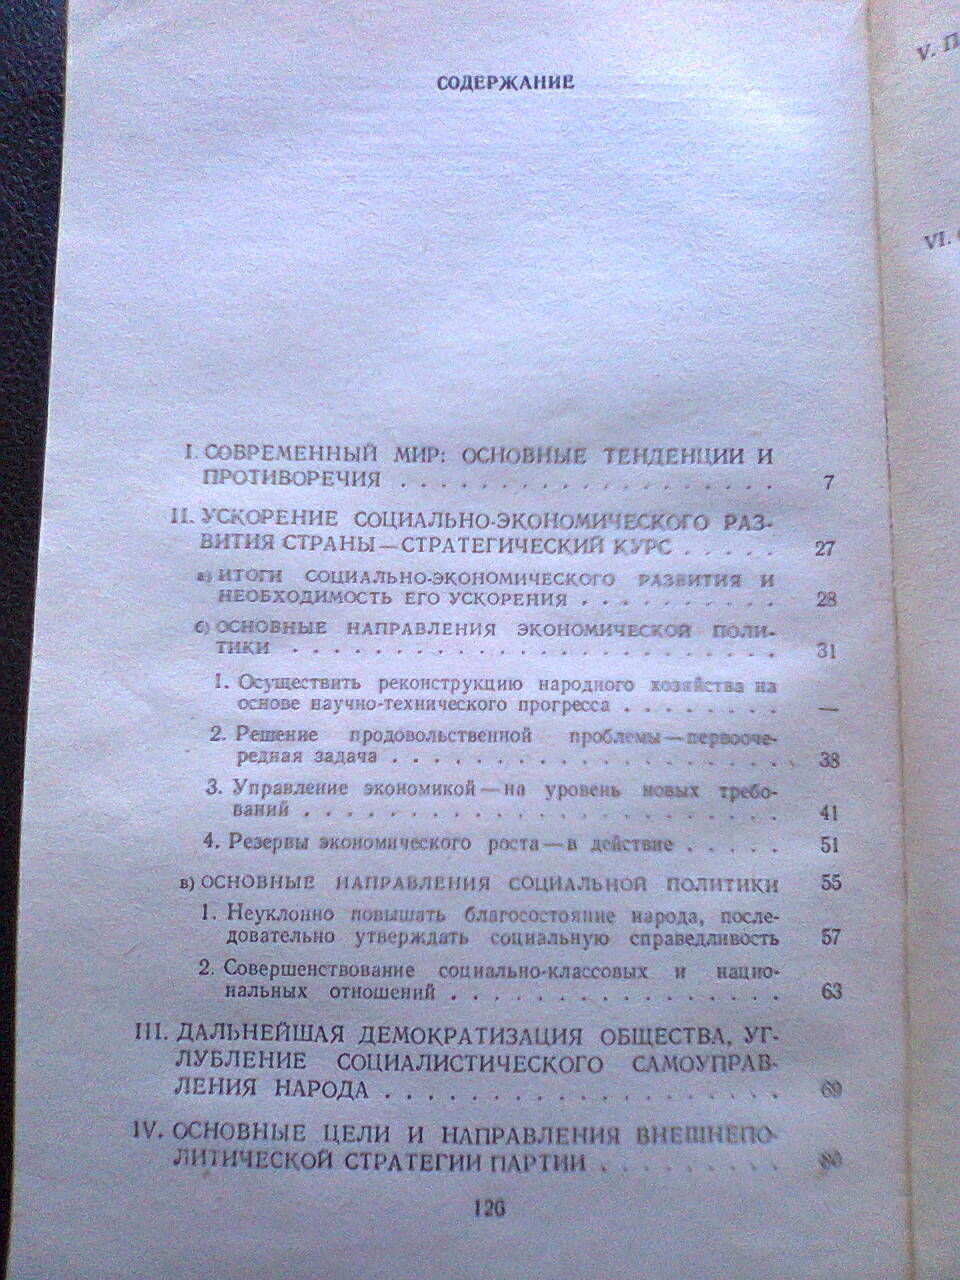 СОДЕРЖАНИЕ
I. СОВРЕМЕННЫЙ МИР: ОСНОВНЫЕ ТЕНДЕНЦИИ И
ПРОТИВОРЕЧИЯ . . . . . . . . . . . . . . . . . . . 7
II. УСКОРЕНИЕ СОЦИАЛЬНО-ЭКОНОМИЧЕСКОГО РАЗ-
ВИТИЯ СТРАНЫ—СТРАТЕГИЧЕСКИЙ КУРС . . . . . 27
а) ИТОГИ СОЦИАЛЬНО-ЭКОНОМИЧЕСКОГО РАЗВИТИЯ И
НЕОБХОДИМОСТЬ ЕГО УСКОРЕНИЯ . . . . . . . . . . 28
б) ОСНОВНЫЕ НАПРАВЛЕНИЯ ЭКОНОМИЧЕСКОЙ ПОЛИ-
ТИКИ . . . . . . . . . . . . . . . . . . . . . . . . 31
1. Осуществить реконструкцию народного хозяйства на
основе научно-технического прогресса . . . . . . . . —
2. Решение продовольственной проблемы—первооче-
редная задача . . . . . . . . . . . . . . . . . . . 38
3. Управление экономикой—на уровень новых требо-
ваний . . . . . . . . . . . . . . . . . . . . . . . 41
4. Резервы экономического роста—в действие . . . . . 51
в) ОСНОВНЫЕ НАПРАВЛЕНИЯ СОЦИАЛЬНОЙ ПОЛИТИКИ 55
1. Неуклонно повышать благосостояние народа, после-
довательно утверждать социальную справедливость 57
2. Совершенствование социально-классовых и нацио-
нальных отношений . . . . . . . . . . . . . . . . 63
III. ДАЛЬНЕЙШАЯ ДЕМОКРАТИЗАЦИЯ ОБЩЕСТВА, УГ-
ЛУБЛЕНИЕ СОЦИАЛИСТИЧЕСКОГО САМОУПРАВ-
ЛЕНИЯ НАРОДА . . . . . . . . . . . . . . . . . . . 69
IV. ОСНОВНЫЕ ЦЕЛИ И НАПРАВЛЕНИЯ ВНЕШНЕПО-
ЛИТИЧЕСКОЙ СТРАТЕГИИ ПАРТИИ . . . . . . . . . 80
126
V. П
VI.